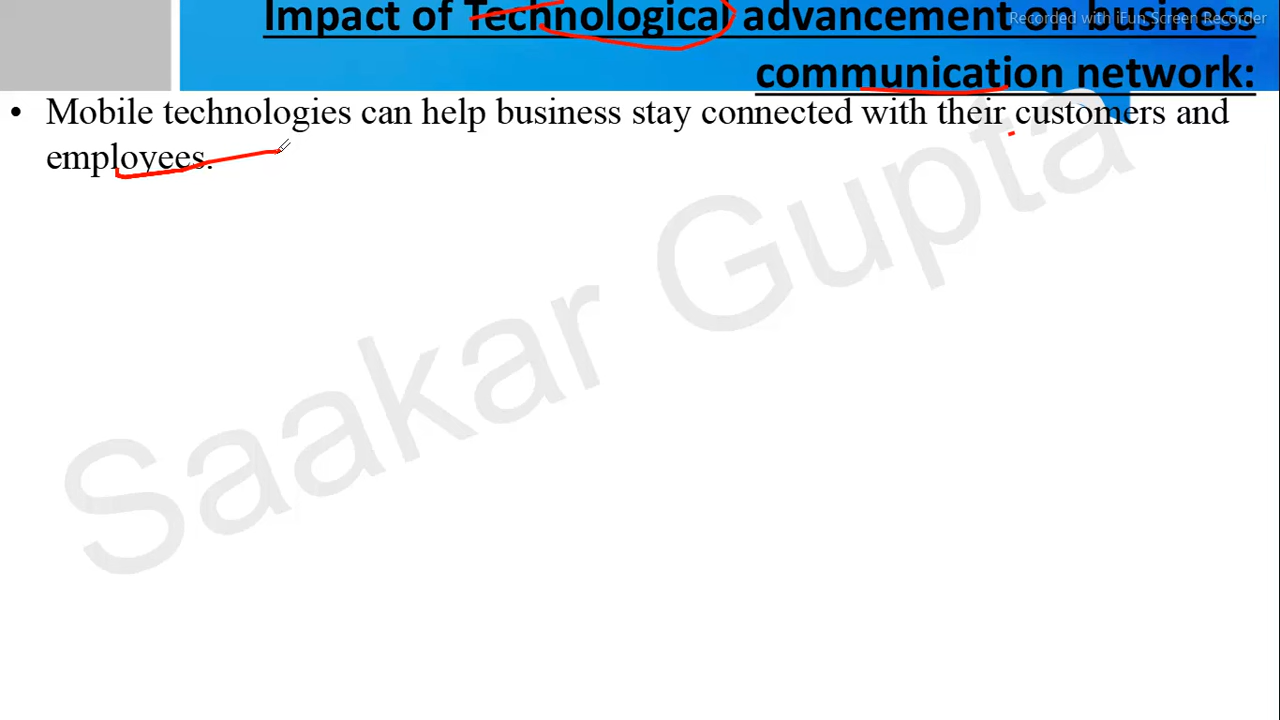 Impact of Technological advancement on business
Recorded with iFun Screen Recorder
communication network:
• Mobile technologies can help business stay connected with their customers and
employees.
Saakar Gupta